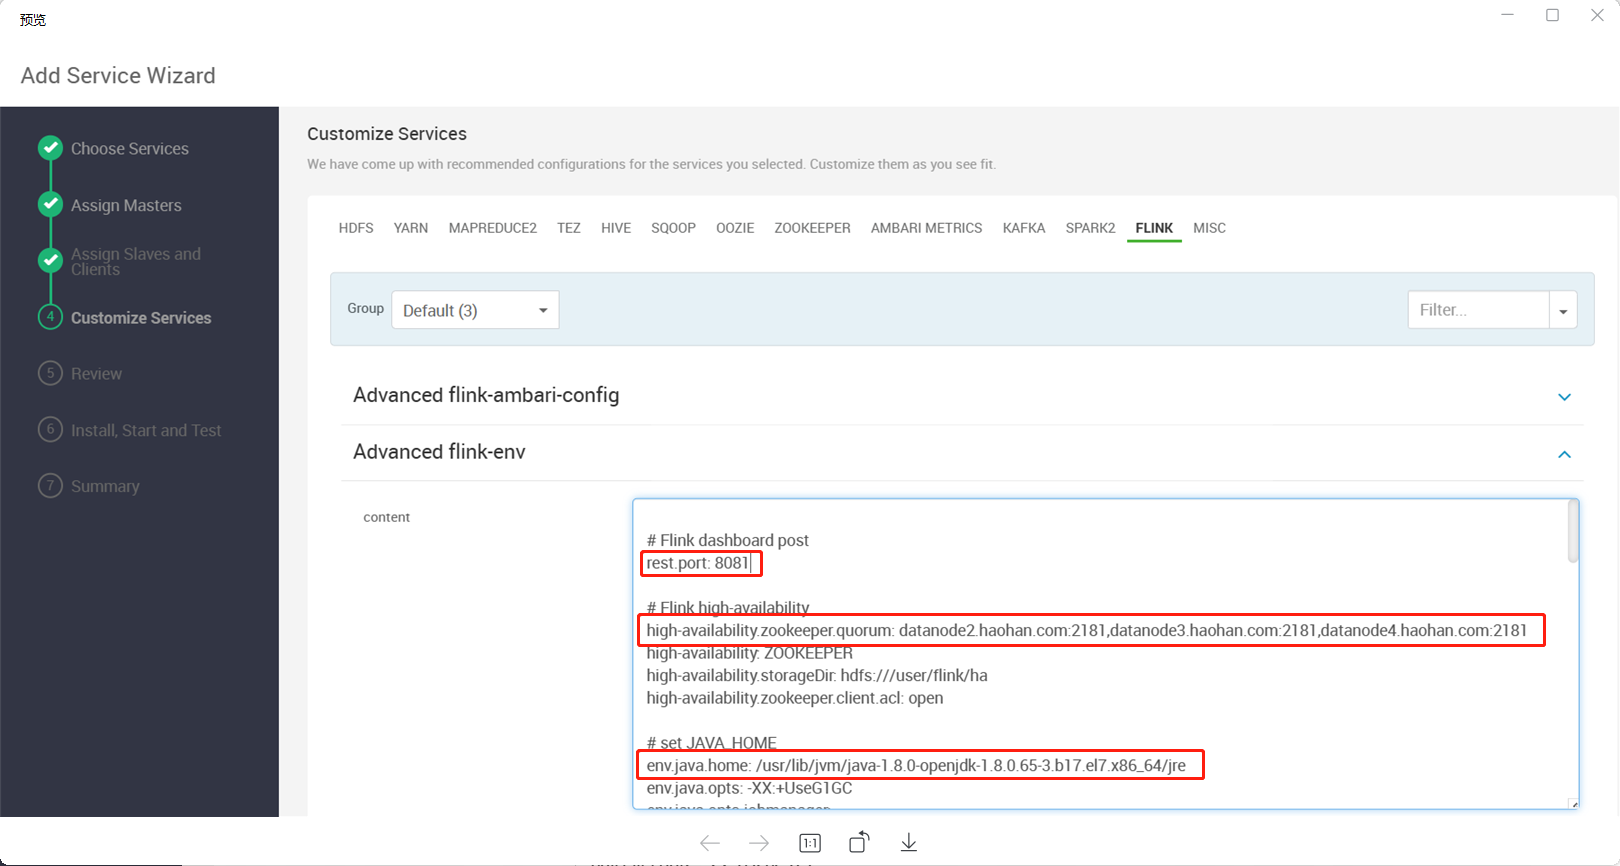 预览
Add Service Wizard
Choose Services
Assign Masters
Assign Slaves and
Clients
4 Customize Services
5 Review
6 Install, Start and Test
7 Summary
Customize Services
We have come up with recommended configurations for the services you selected. Customize them as you see fit.
HDFS YARN MAPREDUCE2 TEZ HIVE SQOOP OOZIE ZOOKEEPER AMBARI METRICS KAFKA SPARK2 FLINK MISC
Group Default (3) Filter...
Advanced flink-ambari-config
Advanced flink-env
content
# Flink dashboard post
rest.port: 8081
# Flink high-availability
high-availability.zookeeper.quorum: datanode2.haohan.com:2181,datanode3.haohan.com:2181,datanode4.haohan.com:2181
high-availability: ZOOKEEPER
high-availability.storageDir: hdfs:///user/flink/ha
high-availability.zookeeper.client.acl: open
# set JAVA_HOME
env.java.home: /usr/lib/jvm/java-1.8.0-openjdk-1.8.0.65-3.b17.el7.x86_64/jre
env.java.opts: -XX:+UseG1GC
env.java.opts.jobmanager
1:1